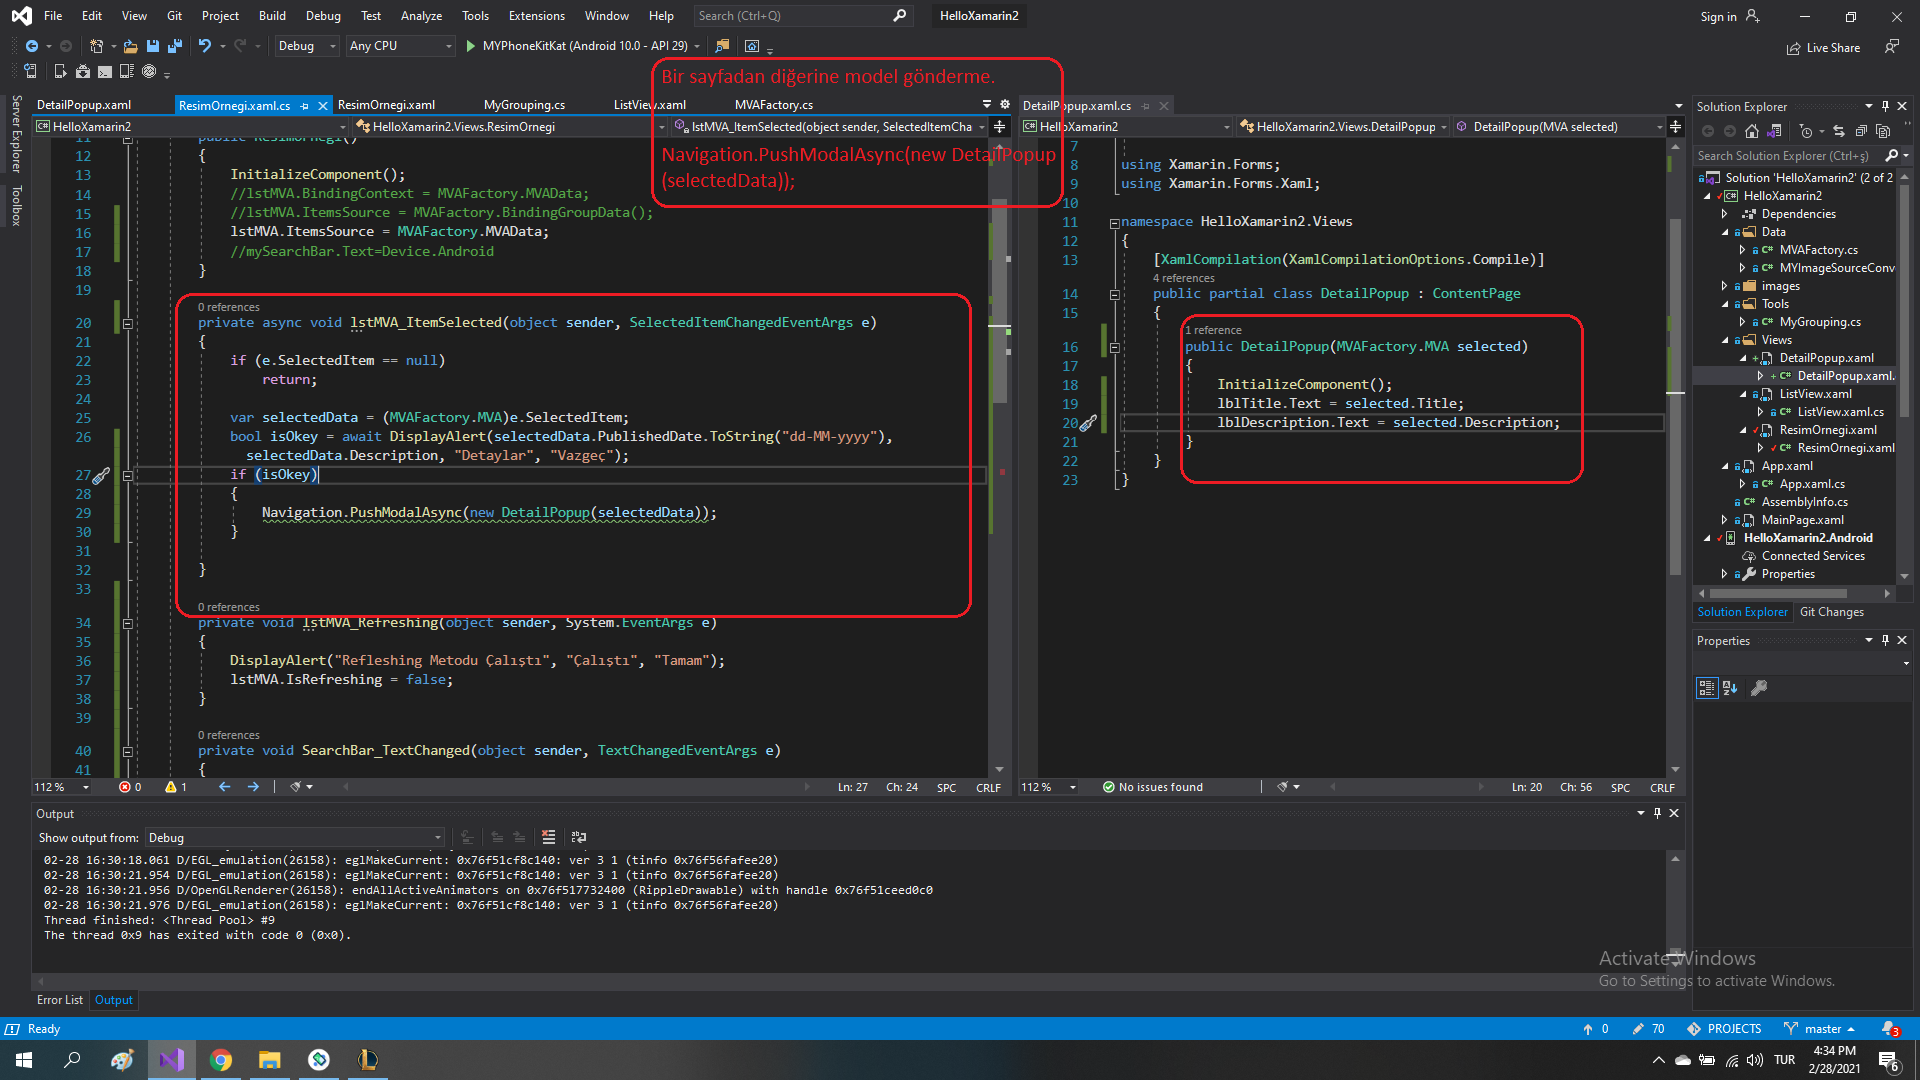 File Edit View Git Project Build Debug Test Analyze Tools Extensions Window Help Search (Ctrl+Q) HelloXamarin2 Sign in
Debug Any CPU MYPhoneKitKat (Android 10.0 - API 29) Live Share
Bir sayfadan diğerine model gönderme.
Navigation.PushModalAsync(new DetailPopup
(selectedData));
Server Explorer
Toolbox
DetailPopup.xaml ResimOrnegi.xaml.cs ResimOrnegi.xaml MyGrouping.cs ListView.xaml MVAFactory.cs
HelloXamarin2 HelloXamarin2.Views.ResimOrnegi lstMVA_ItemSelected(object sender, SelectedItemCha
11 public ResimOrnegi()
12 {
13 InitializeComponent();
14 //lstMVA.BindingContext = MVAFactory.MVAData;
15 //lstMVA.ItemsSource = MVAFactory.BindingGroupData();
16 lstMVA.ItemsSource = MVAFactory.MVAData;
17 //mySearchBar.Text=Device.Android
18 }
19
0 references
20 private async void lstMVA_ItemSelected(object sender, SelectedItemChangedEventArgs e)
21 {
22 if (e.SelectedItem == null)
23 return;
24
25 var selectedData = (MVAFactory.MVA)e.SelectedItem;
26 bool isOkey = await DisplayAlert(selectedData.PublishedDate.ToString("dd-MM-yyyy"),
selectedData.Description, "Detaylar", "Vazgeç");
27 if (isOkey)
28 {
29 Navigation.PushModalAsync(new DetailPopup(selectedData));
30 }
31
32 }
33
0 references
34 private void lstMVA_Refreshing(object sender, System.EventArgs e)
35 {
36 DisplayAlert("Refleshing Metodu Çalıştı", "Çalıştı", "Tamam");
37 lstMVA.IsRefreshing = false;
38 }
39
0 references
40 private void SearchBar_TextChanged(object sender, TextChangedEventArgs e)
41 {
112 % 0 1 Ln: 27 Ch: 24 SPC CRLF
DetailPopup.xaml.cs
HelloXamarin2 HelloXamarin2.Views.DetailPopup DetailPopup(MVA selected)
7
8 using Xamarin.Forms;
9 using Xamarin.Forms.Xaml;
10
11 namespace HelloXamarin2.Views
12 {
13 [XamlCompilation(XamlCompilationOptions.Compile)]
4 references
14 public partial class DetailPopup : ContentPage
15 {
1 reference
16 public DetailPopup(MVAFactory.MVA selected)
17 {
18 InitializeComponent();
19 lblTitle.Text = selected.Title;
20 lblDescription.Text = selected.Description;
21 }
22 }
23 }
112 % No issues found Ln: 20 Ch: 56 SPC CRLF
Solution Explorer
Search Solution Explorer (Ctrl+ş)
Solution 'HelloXamarin2' (2 of 2
HelloXamarin2
Dependencies
Data
MVAFactory.cs
MYImageSourceConv
images
Tools
MyGrouping.cs
Views
DetailPopup.xaml
DetailPopup.xaml.
ListView.xaml
ListView.xaml.cs
ResimOrnegi.xaml
ResimOrnegi.xaml
App.xaml
App.xaml.cs
AssemblyInfo.cs
MainPage.xaml
HelloXamarin2.Android
Connected Services
Properties
Solution Explorer Git Changes
Properties
Output
Show output from: Debug
02-28 16:30:18.061 D/EGL_emulation(26158): eglMakeCurrent: 0x76f51cf8c140: ver 3 1 (tinfo 0x76f56fafee20)
02-28 16:30:21.954 D/EGL_emulation(26158): eglMakeCurrent: 0x76f51cf8c140: ver 3 1 (tinfo 0x76f56fafee20)
02-28 16:30:21.956 D/OpenGLRenderer(26158): endAllActiveAnimators on 0x76f517732400 (RippleDrawable) with handle 0x76f51ceed0c0
02-28 16:30:21.976 D/EGL_emulation(26158): eglMakeCurrent: 0x76f51cf8c140: ver 3 1 (tinfo 0x76f56fafee20)
Thread finished: <Thread Pool> #9
The thread 0x9 has exited with code 0 (0x0).
Activate Windows
Go to Settings to activate Windows.
Error List Output
Ready 0 70 PROJECTS master 3
TUR 4:34 PM
2/28/2021 6